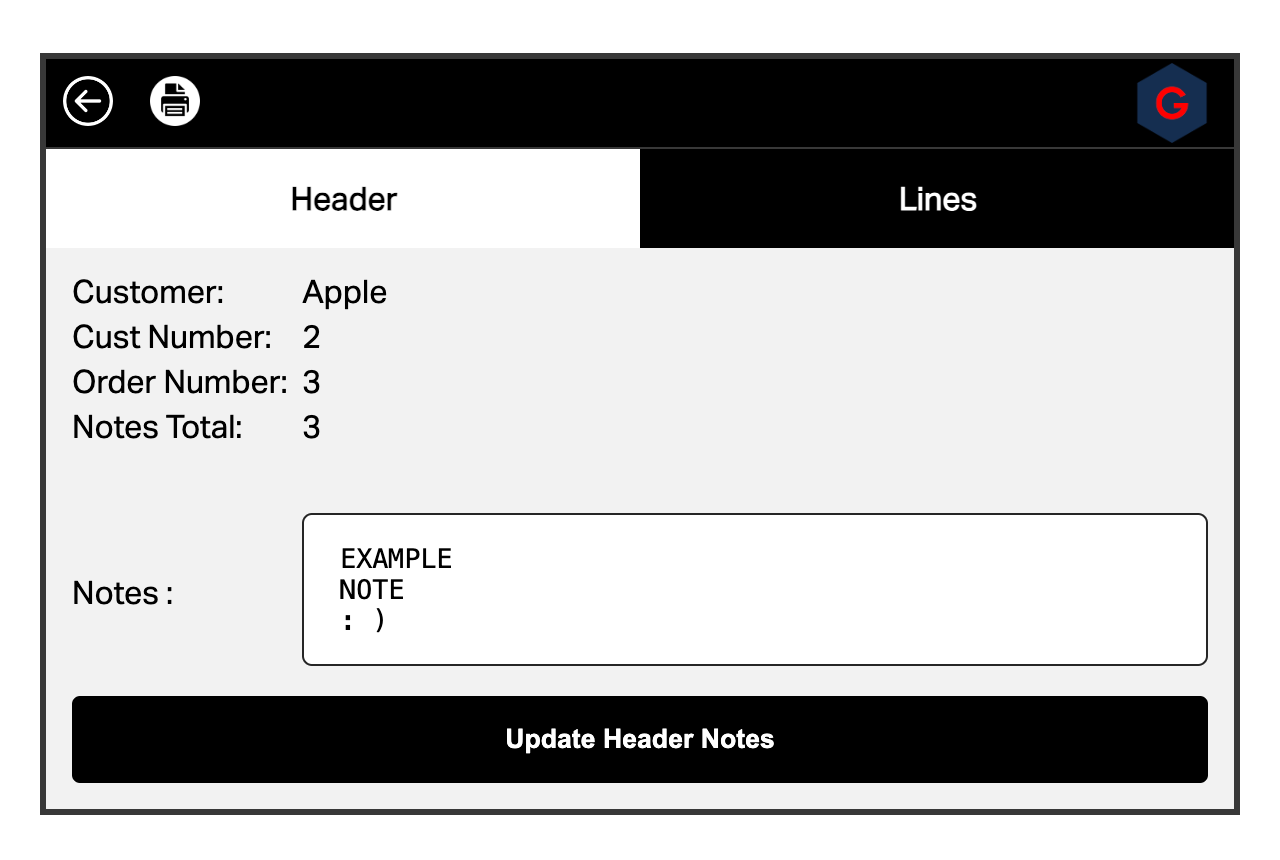 G
Header Lines
Customer: Apple
Cust Number: 2
Order Number: 3
Notes Total: 3
Notes :
EXAMPLE
NOTE
: )
Update Header Notes